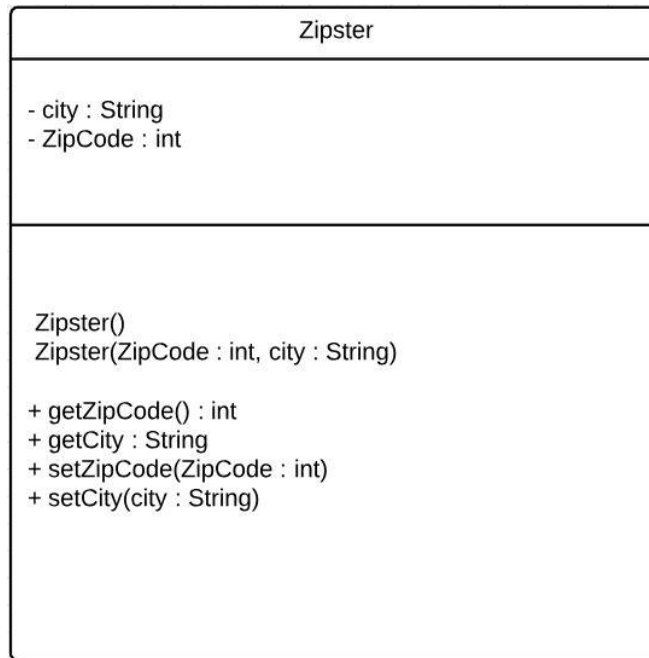 Zipster
- city : String
- ZipCode : int
Zipster()
Zipster(ZipCode : int, city : String)
+ getZipCode() : int
+ getCity : String
+ setZipCode(ZipCode : int)
+ setCity(city : String)